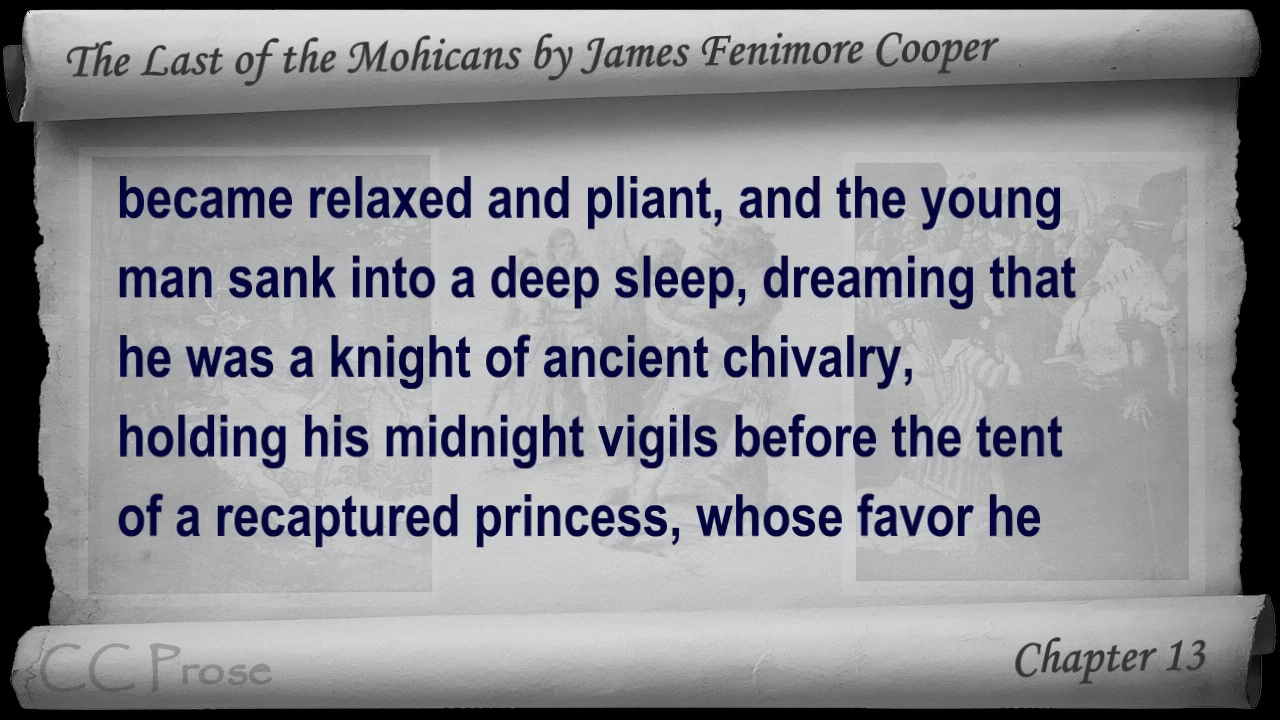 The Last of the Mohicans by James Fenimore Cooper
became relaxed and pliant, and the young
man sank into a deep sleep, dreaming that
he was a knight of ancient chivalry,
holding his midnight vigils before the tent
of a recaptured princess, whose favor he
CC Prose
Chapter 13